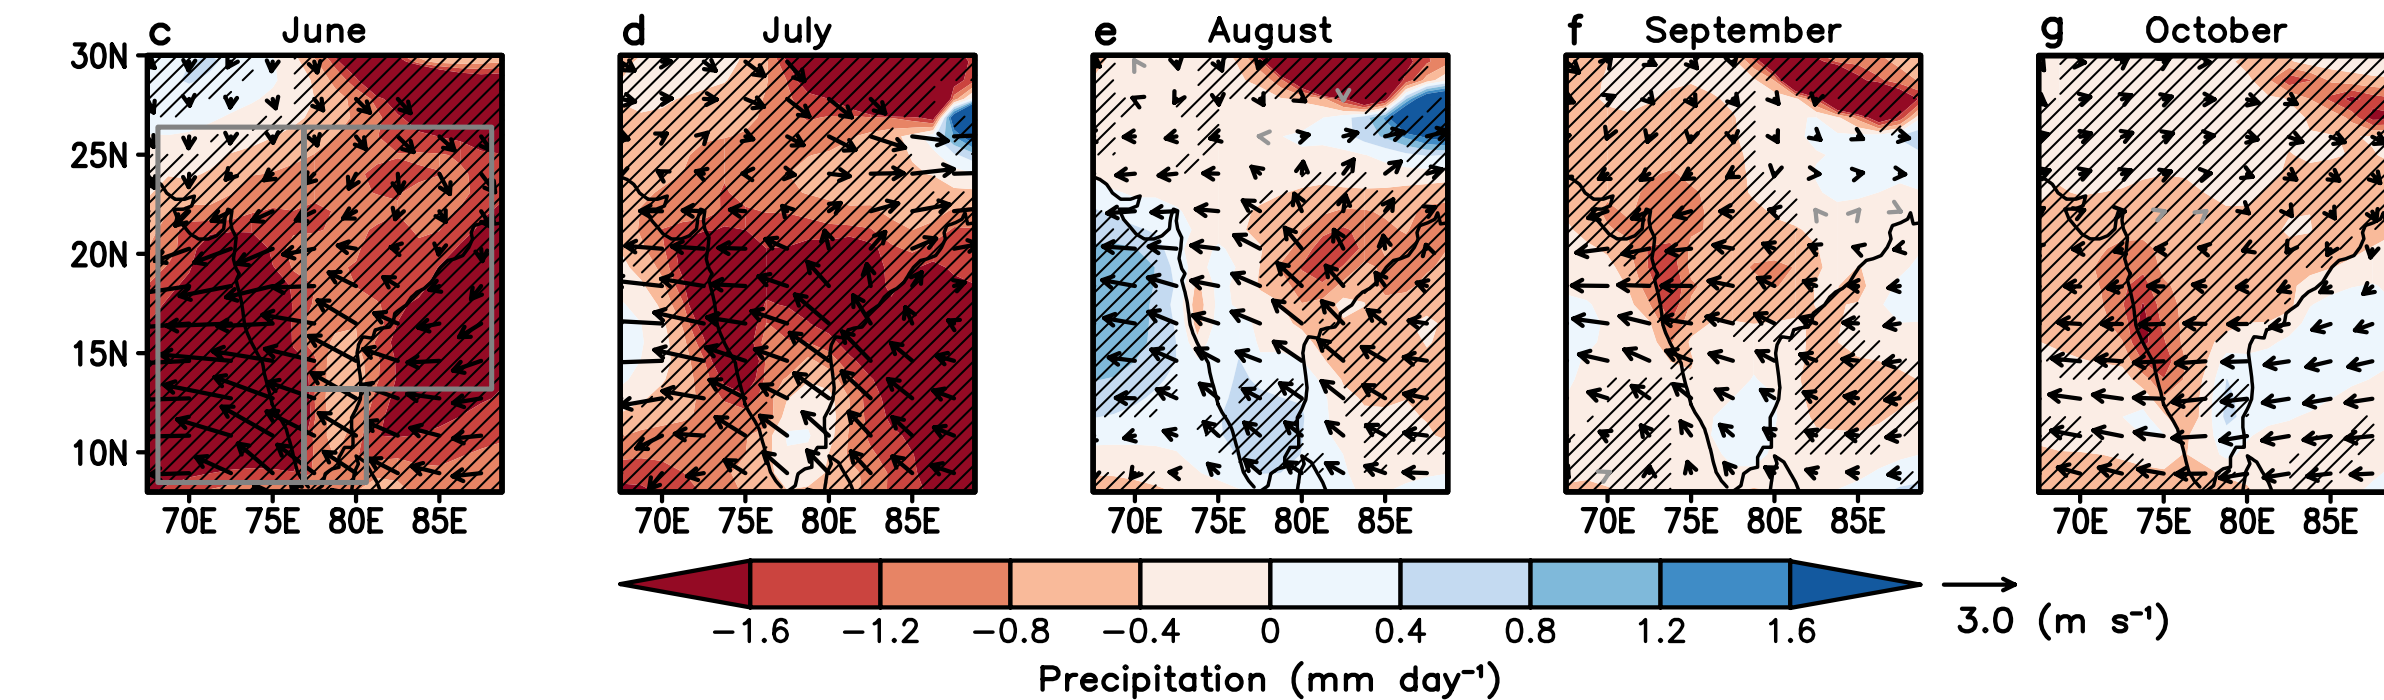 c June d July e August f September g October
30N
25N
20N
15N
10N
70E 75E 80E 85E 70E 75E 80E 85E 70E 75E 80E 85E 70E 75E 80E 85E 70E 75E 80E 85E
−1.6 −1.2 −0.8 −0.4 0 0.4 0.8 1.2 1.6 3.0 (m s⁻¹)
Precipitation (mm day⁻¹)